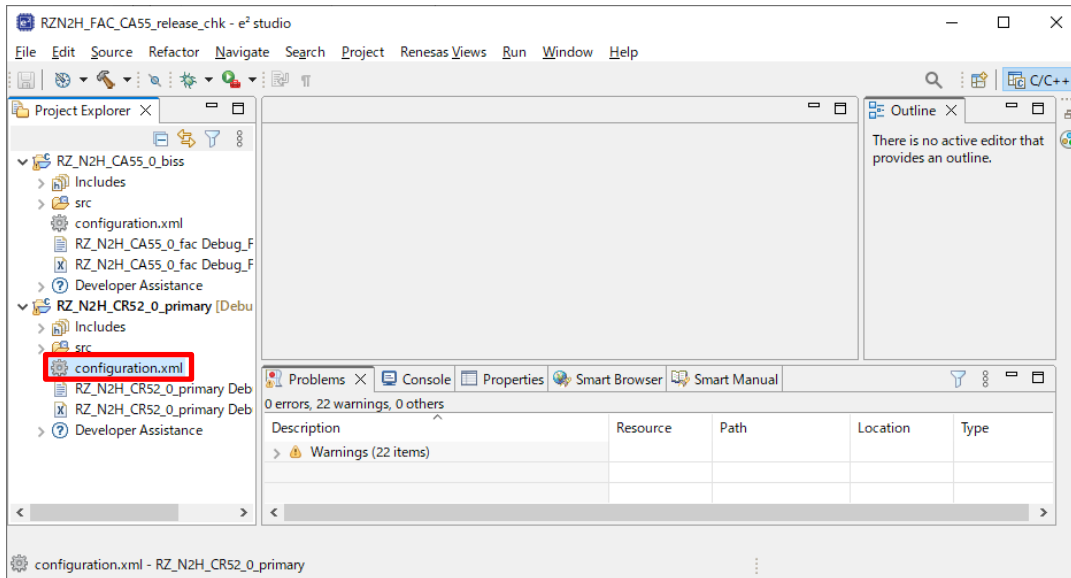 RZN2H_FAC_CA55_release_chk - e² studio
File Edit Source Refactor Navigate Search Project Renesas Views Run Window Help
C/C++
Project Explorer
RZ_N2H_CA55_0_biss
Includes
src
configuration.xml
RZ_N2H_CA55_0_fac Debug_F
RZ_N2H_CA55_0_fac Debug_F
Developer Assistance
RZ_N2H_CR52_0_primary [Debu
Includes
src
configuration.xml
RZ_N2H_CR52_0_primary Deb
RZ_N2H_CR52_0_primary Deb
Developer Assistance
Outline
There is no active editor that
provides an outline.
Problems Console Properties Smart Browser Smart Manual
0 errors, 22 warnings, 0 others
Description Resource Path Location Type
Warnings (22 items)
configuration.xml - RZ_N2H_CR52_0_primary